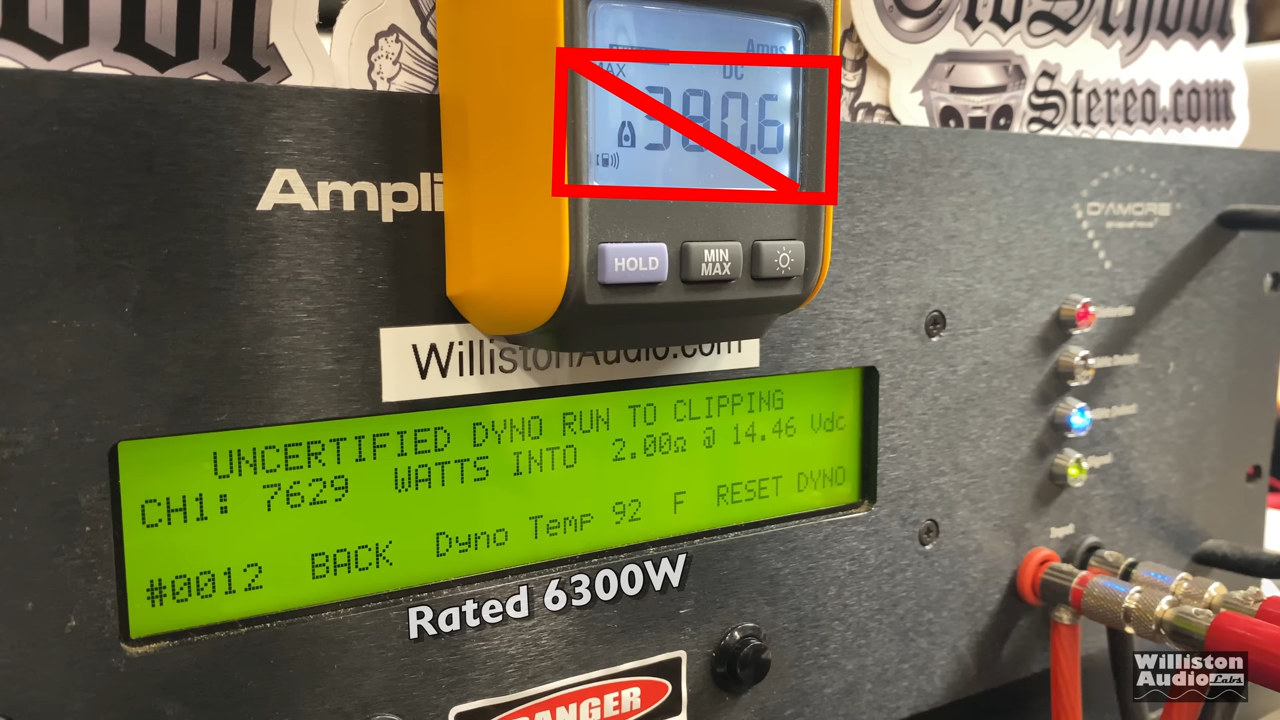 OldSchool
Stereo.com
Amps
MAX DC
380.6
Ampli
D'AMORE
HOLD
MIN
MAX
WillistonAudio.com
UNCERTIFIED DYNO RUN TO CLIPPING
CH1: 7629 WATTS INTO 2.00Ω @ 14.46 Vdc
#0012 BACK Dyno Temp 92 F RESET DYNO
Rated 6300W
DANGER
Williston
Audio Labs